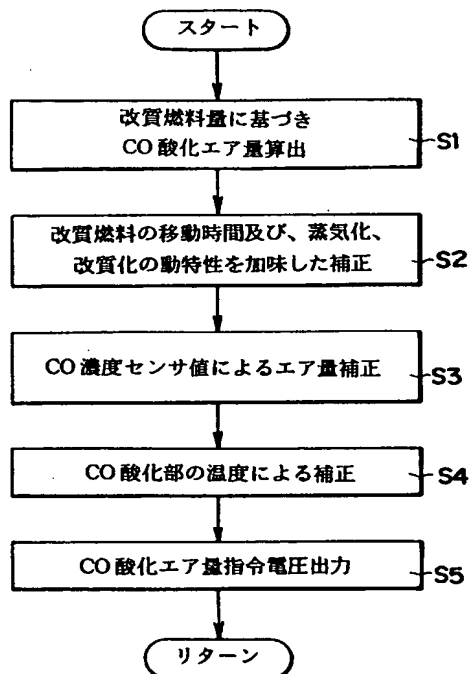 スタート
改質燃料量に基づき
CO酸化エア量算出
S1
改質燃料の移動時間及び、蒸気化、
改質化の動特性を加味した補正
S2
CO濃度センサ値によるエア量補正
S3
CO酸化部の温度による補正
S4
CO酸化エア量指令電圧出力
S5
リターン